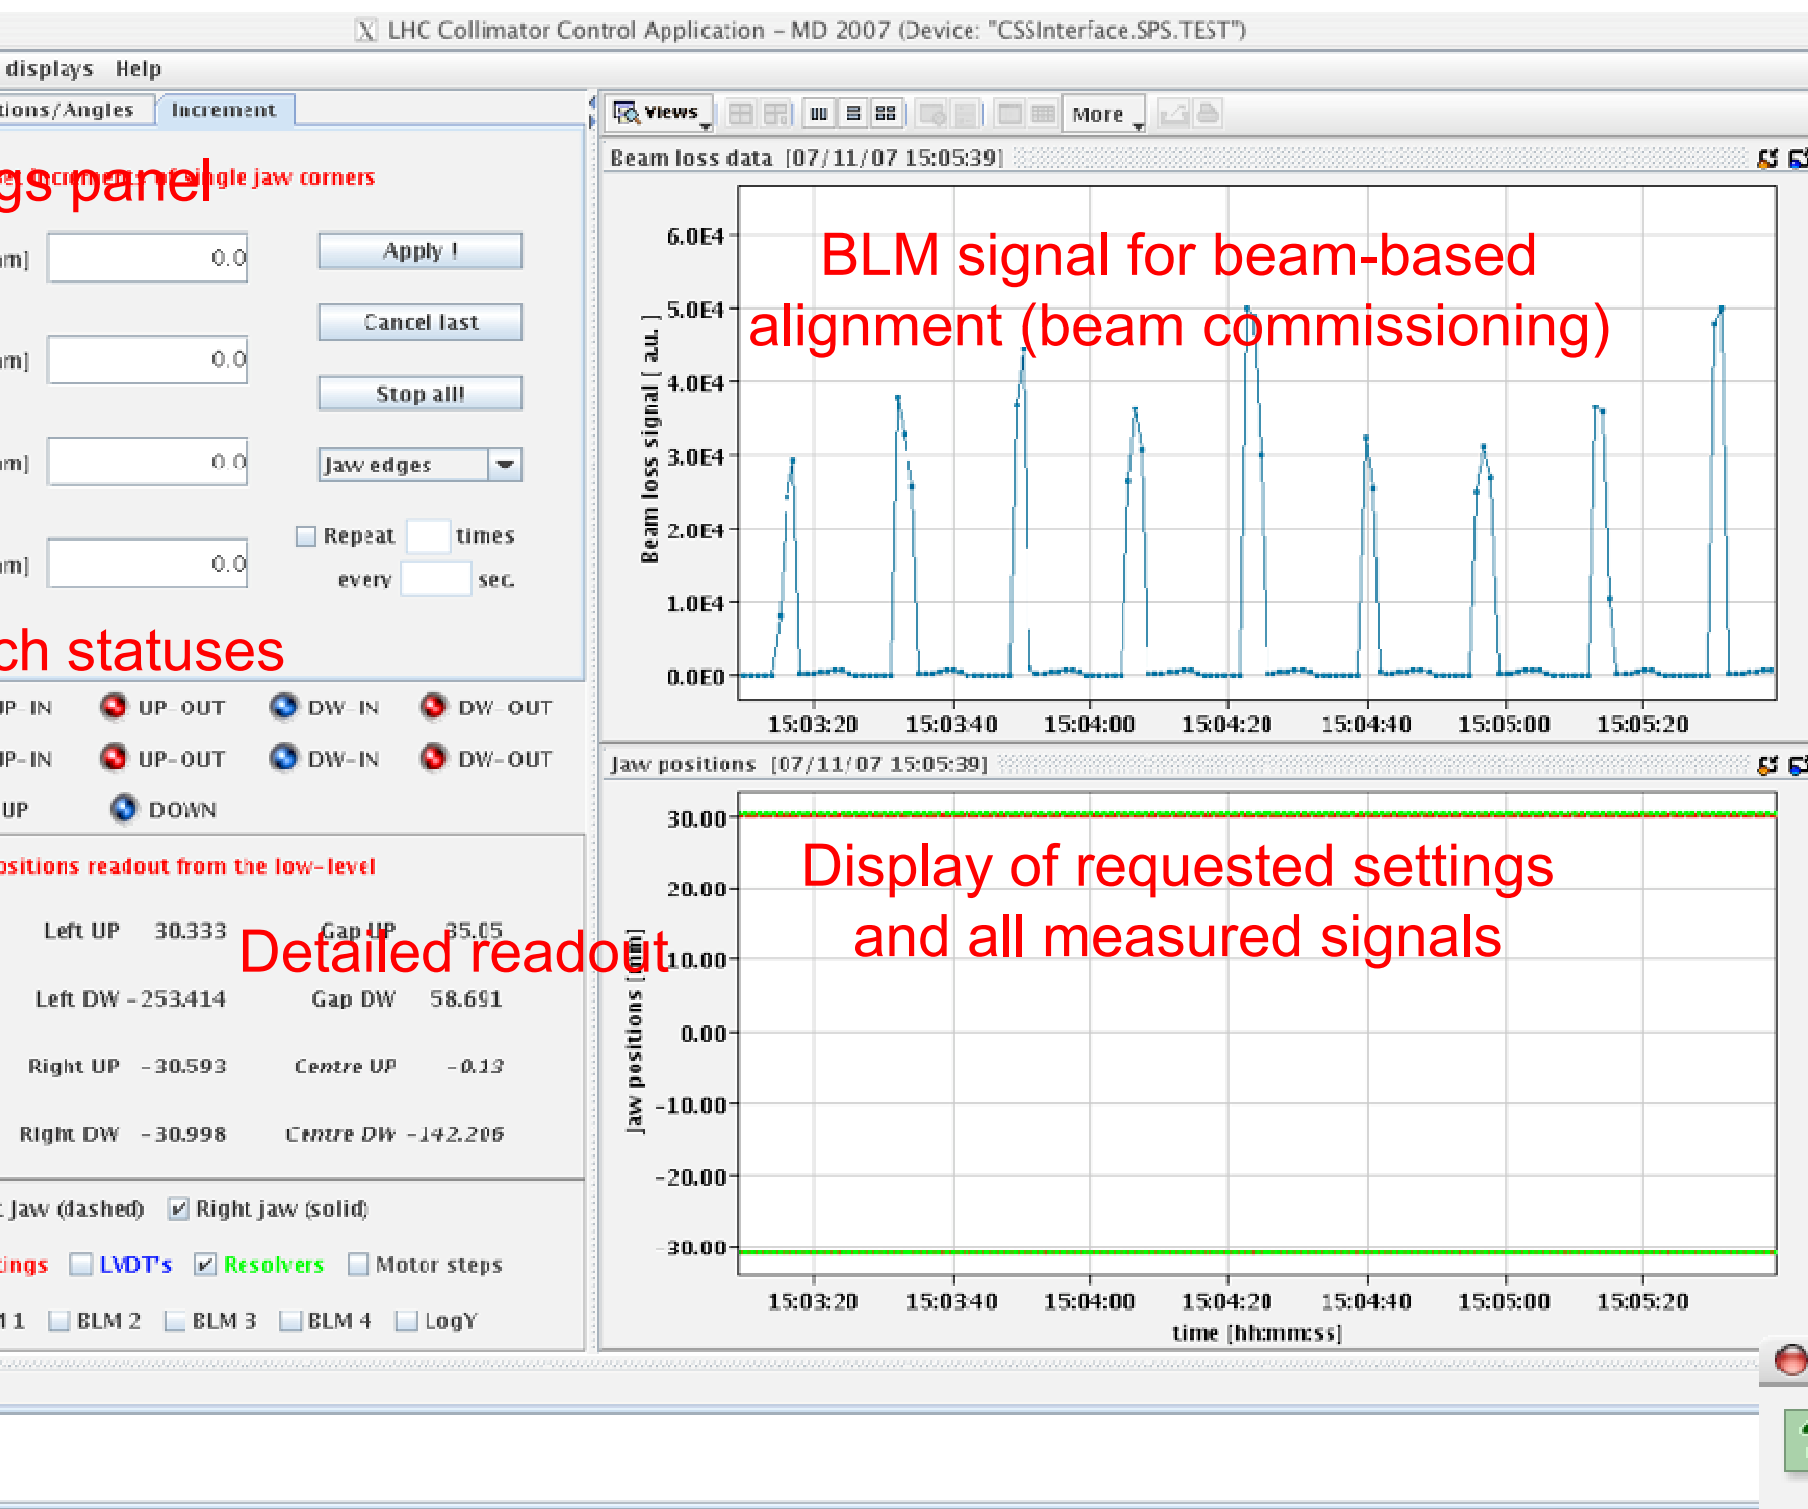 LHC Collimator Control Application – MD 2007 (Device: "CSSInterface.SPS.TEST")
displays Help
tions/Angles Increment
Views More
Beam loss data [07/11/07 15:05:39]
gs panel
increments of single jaw corners
0.0
Apply !
0.0
Cancel last
Stop all!
0.0
Jaw edges
Repeat times
0.0
every sec.
ch statuses
UP-IN UP-OUT DW-IN DW-OUT
UP-IN UP-OUT DW-IN DW-OUT
UP DOWN
ositions readout from the low-level
Left UP 30.333 Gap UP 35.05
Detailed readout
Left DW -253.414 Gap DW 58.691
Right UP -30.593 Centre UP -0.13
Right DW -30.998 Centre DW -142.206
Jaw (dashed) Right jaw (solid)
tings LVDT's Resolvers Motor steps
1 BLM 2 BLM 3 BLM 4 LogY
BLM signal for beam-based
alignment (beam commissioning)
Beam loss signal [ a.u. ]
6.0E4
5.0E4
4.0E4
3.0E4
2.0E4
1.0E4
0.0E0
15:03:20 15:03:40 15:04:00 15:04:20 15:04:40 15:05:00 15:05:20
Jaw positions [07/11/07 15:05:39]
Display of requested settings
and all measured signals
Jaw positions [mm]
30.00
20.00
10.00
0.00
-10.00
-20.00
-30.00
15:03:20 15:03:40 15:04:00 15:04:20 15:04:40 15:05:00 15:05:20
time [hh:mm:ss]